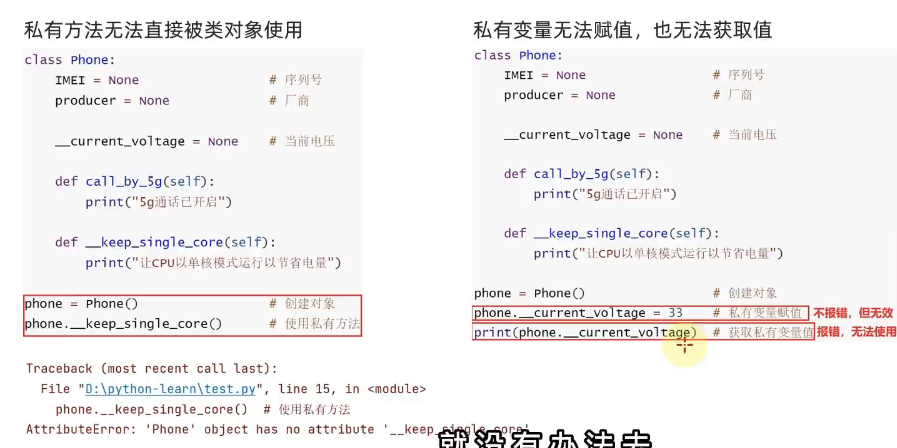 私有方法无法直接被类对象使用
class Phone:
    IMEI = None                # 序列号
    producer = None            # 厂商
    __current_voltage = None   # 当前电压
    def call_by_5g(self):
        print("5g通话已开启")
    def __keep_single_core(self):
        print("让CPU以单核模式运行以节省电量")
phone = Phone()                # 创建对象
phone.__keep_single_core()     # 使用私有方法
Traceback (most recent call last):
  File "D:\python-learn\test.py", line 15, in <module>
    phone.__keep_single_core()  # 使用私有方法
AttributeError: 'Phone' object has no attribute '__keep_single_core'
私有变量无法赋值，也无法获取值
class Phone:
    IMEI = None                # 序列号
    producer = None            # 厂商
    __current_voltage = None   # 当前电压
    def call_by_5g(self):
        print("5g通话已开启")
    def __keep_single_core(self):
        print("让CPU以单核模式运行以节省电量")
phone = Phone()                # 创建对象
phone.__current_voltage = 33   # 私有变量赋值 不报错，但无效
print(phone.__current_voltage) # 获取私有变量值 报错，无法使用
就没有办法去